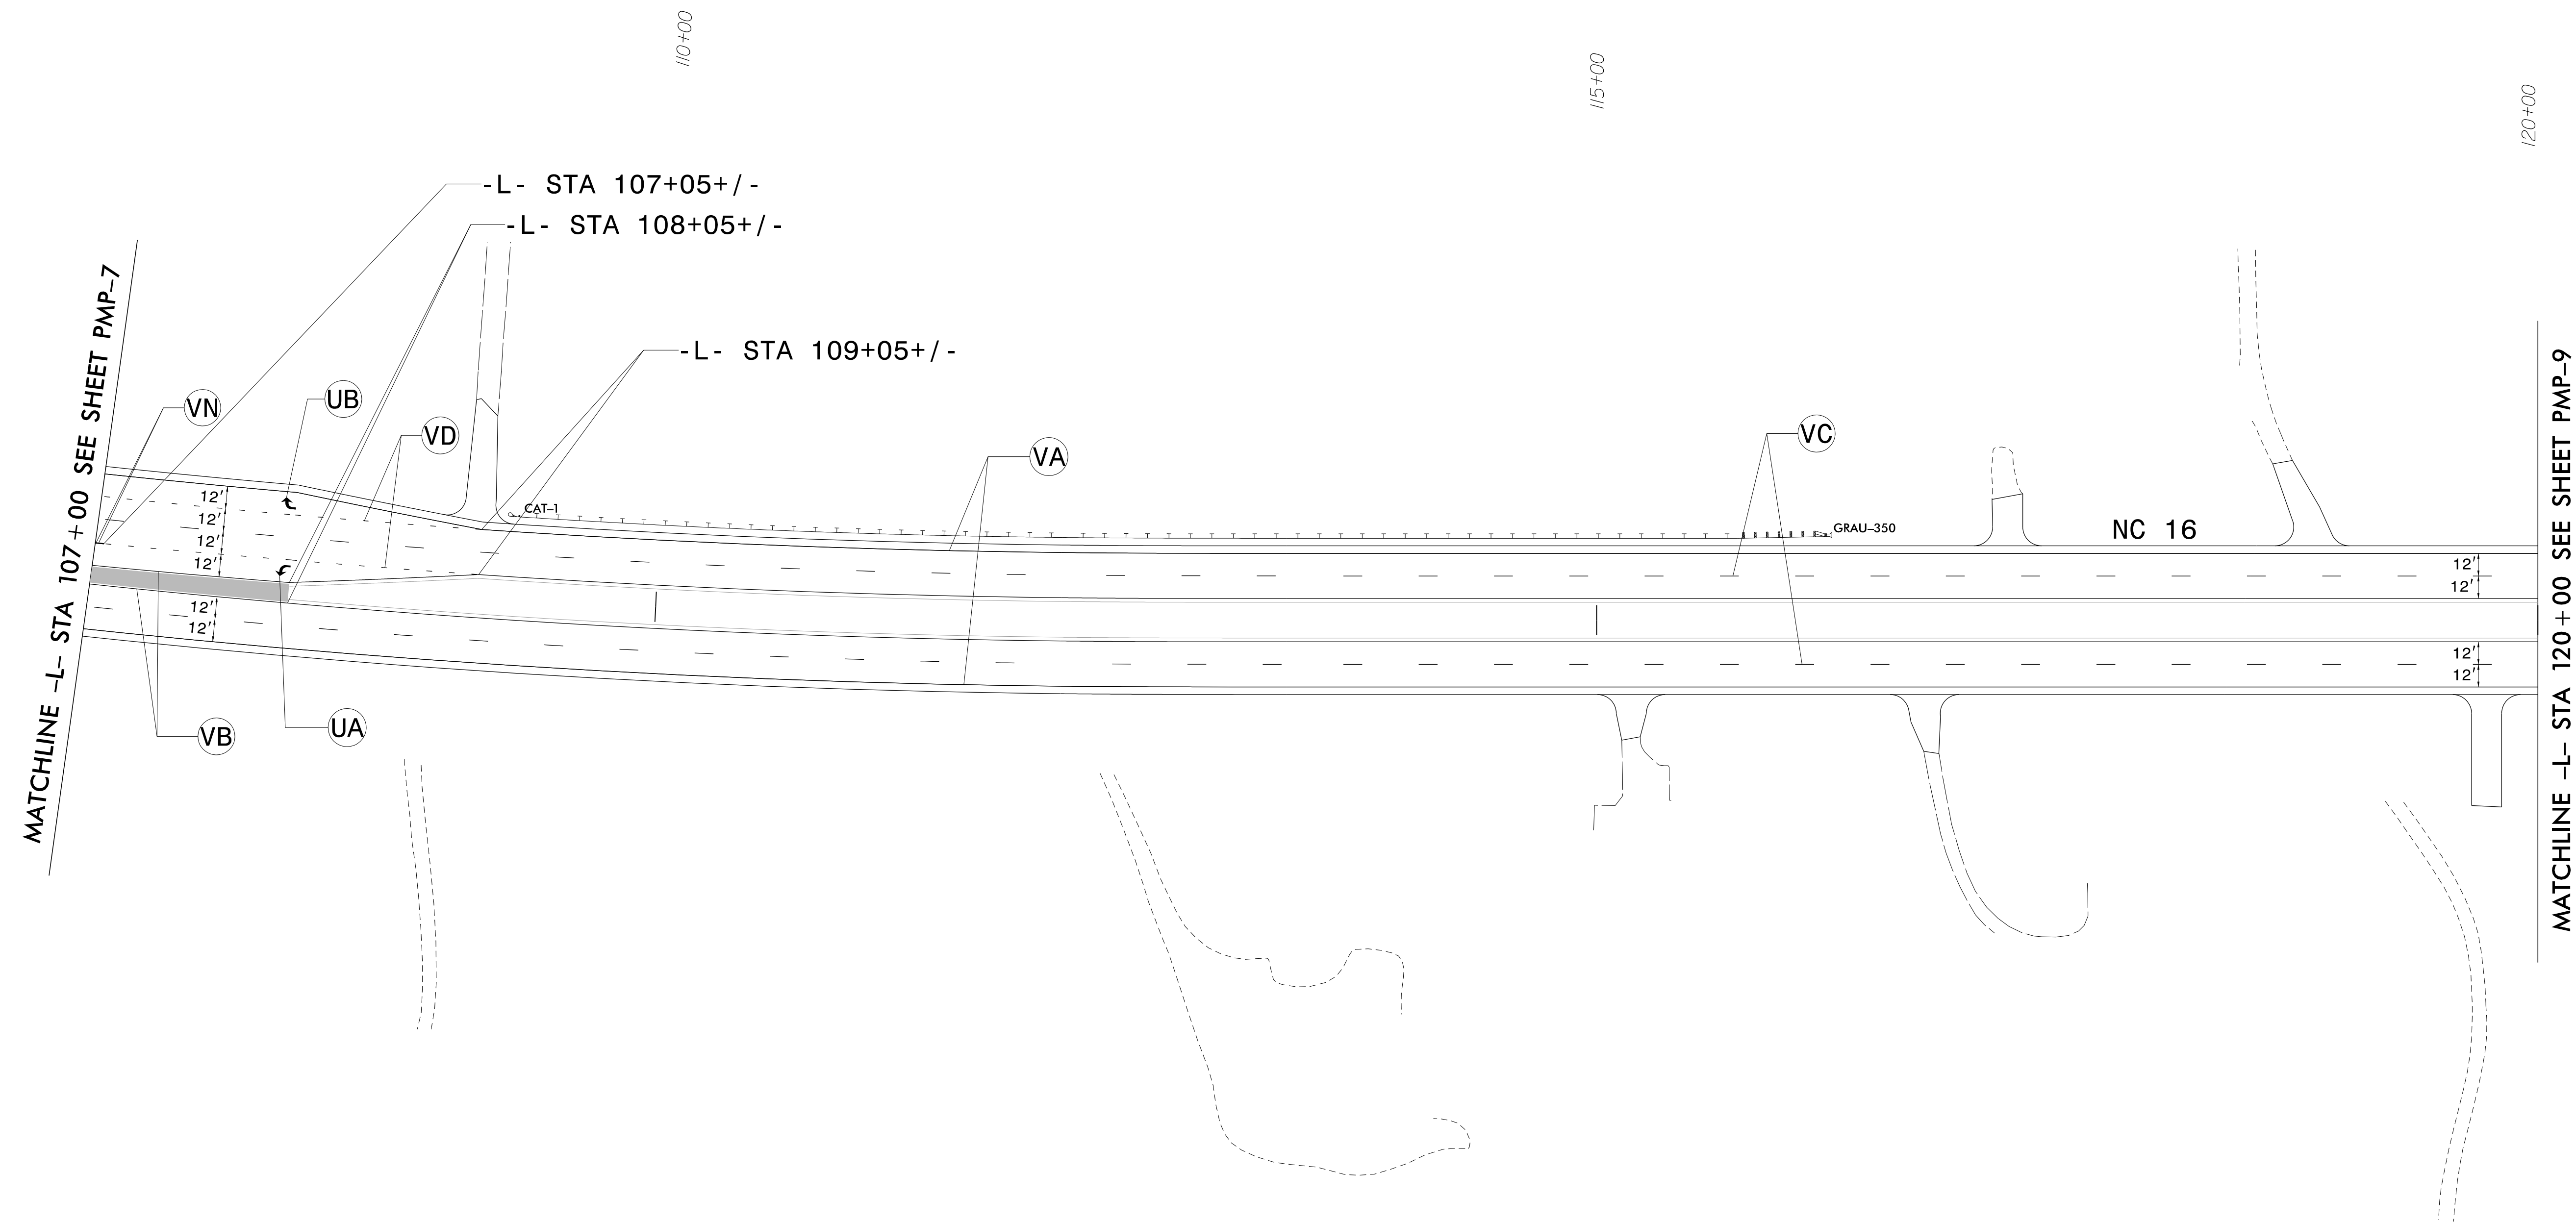 110+00
115+00
120+00
-L- STA 107+05+/-
-L- STA 108+05+/-
-L- STA 109+05+/-
MATCHLINE -L- STA 107+00 SEE SHEET PMP-7
VN
UB
VD
VA
VC
CAT-1
GRAU-350
NC 16
12'
12'
12'
12'
12'
12'
12'
12'
12'
12'
VB
UA
MATCHLINE -L- STA 120+00 SEE SHEET PMP-9